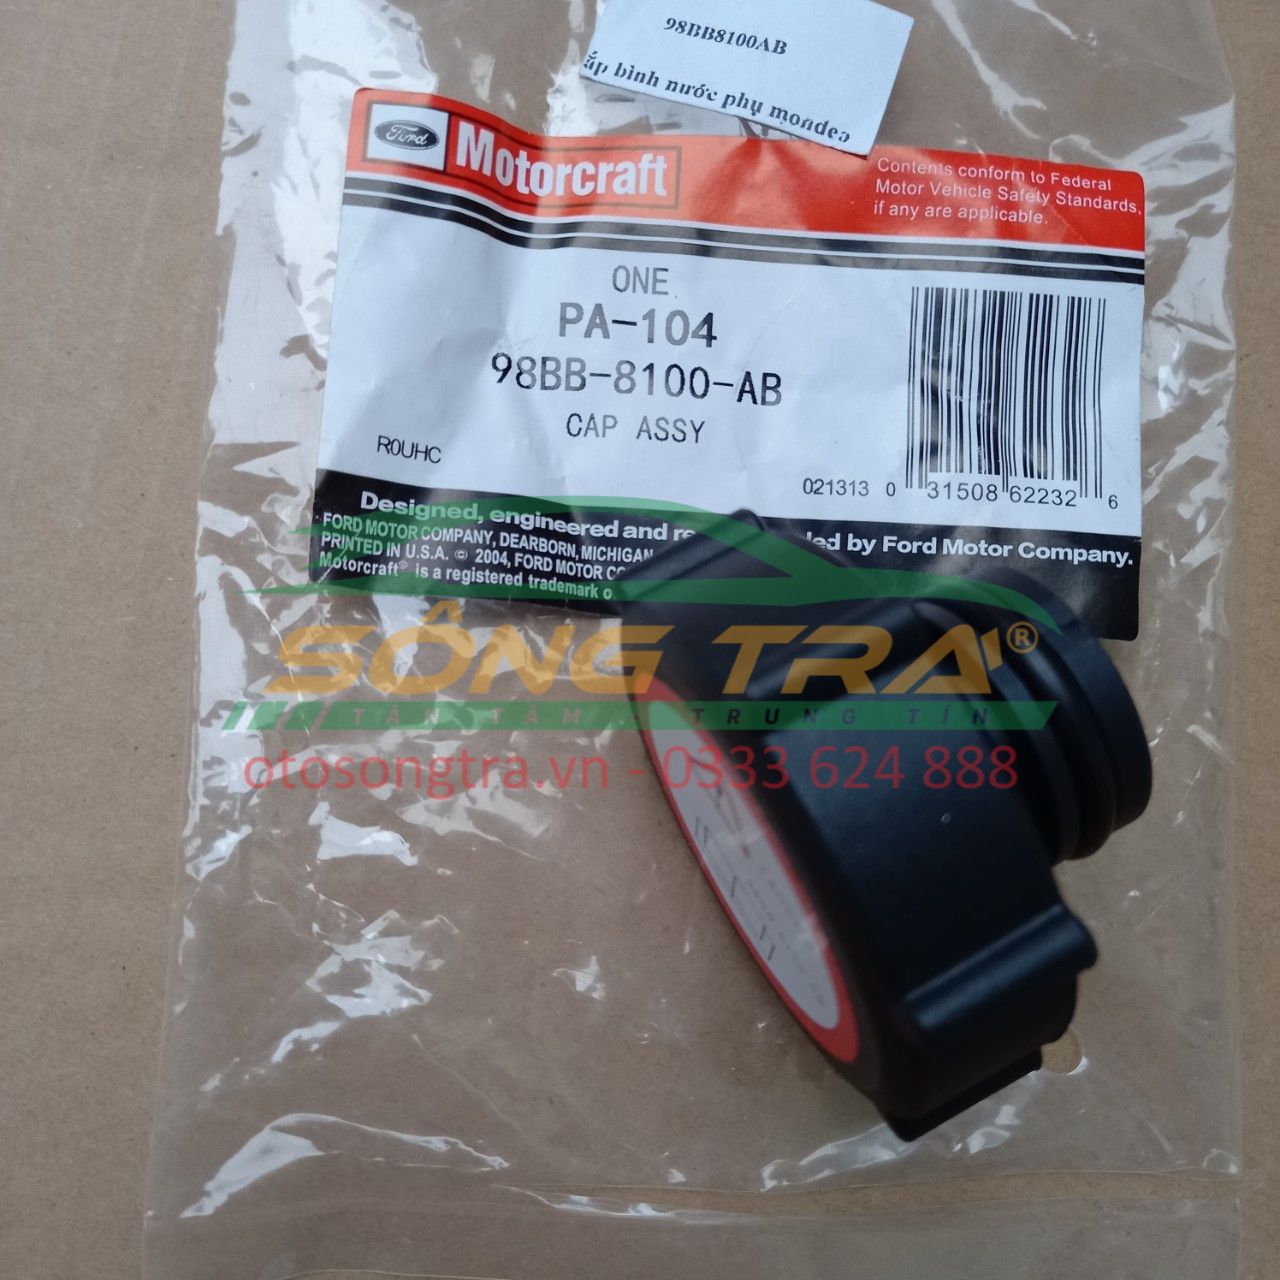 98BB8100AB
ắp bình nước phụ mondeo
Ford
Motorcraft
Contents conform to Federal
Motor Vehicle Safety Standards,
if any are applicable.
ONE
PA-104
98BB-8100-AB
CAP ASSY
R0UHC
021313 0 31508 62232 6
Designed, engineered and re led by Ford Motor Company.
FORD MOTOR COMPANY, DEARBORN, MICHIGAN
PRINTED IN U.S.A. © 2004, FORD MOTOR CO
Motorcraft® is a registered trademark o
SÔNG TRÀ®
TẬN TÂM - TRUNG TÍN
otosongtra.vn - 0333 624 888